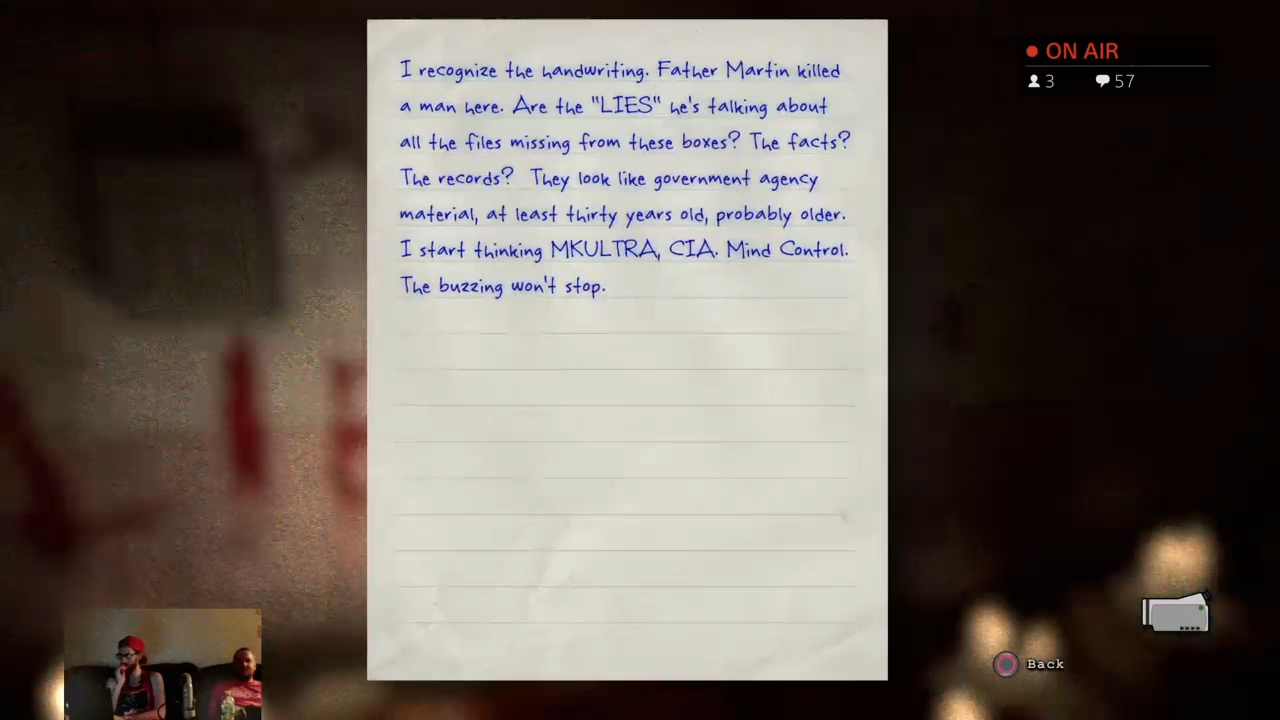 I recognize the handwriting. Father Martin killed
a man here. Are the "LIES" he's talking about
all the files missing from these boxes? The facts?
The records? They look like government agency
material, at least thirty years old, probably older.
I start thinking MKULTRA, CIA. Mind Control.
The buzzing won't stop.
ON AIR
3 57
Back